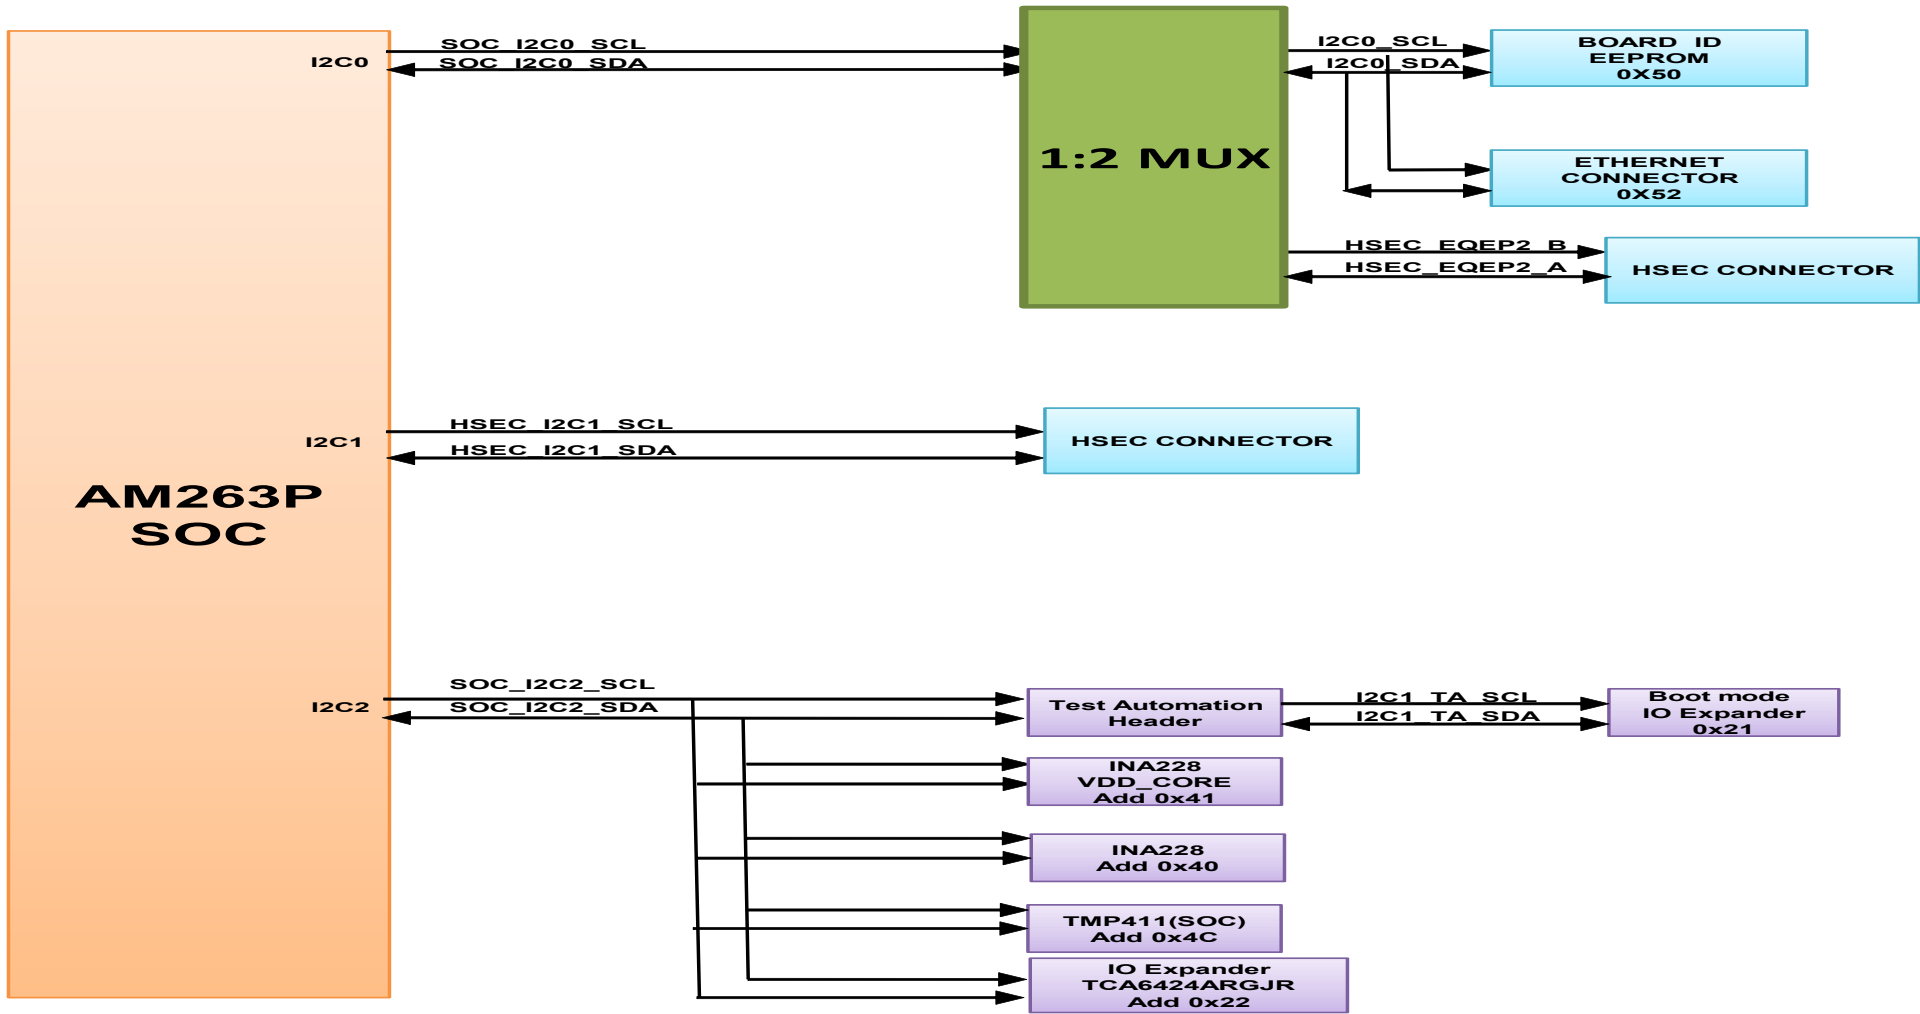 I2C0
SOC_I2C0_SCL
SOC_I2C0_SDA
1:2 MUX
I2C0_SCL
I2C0_SDA
BOARD ID
EEPROM
0X50
ETHERNET
CONNECTOR
0X52
HSEC_EQEP2_B
HSEC_EQEP2_A
HSEC CONNECTOR
I2C1
HSEC_I2C1_SCL
HSEC_I2C1_SDA
HSEC CONNECTOR
AM263P
SOC
I2C2
SOC_I2C2_SCL
SOC_I2C2_SDA
Test Automation
Header
I2C1_TA_SCL
I2C1_TA_SDA
Boot mode
IO Expander
0x21
INA228
VDD_CORE
Add 0x41
INA228
Add 0x40
TMP411(SOC)
Add 0x4C
IO Expander
TCA6424ARGJR
Add 0x22